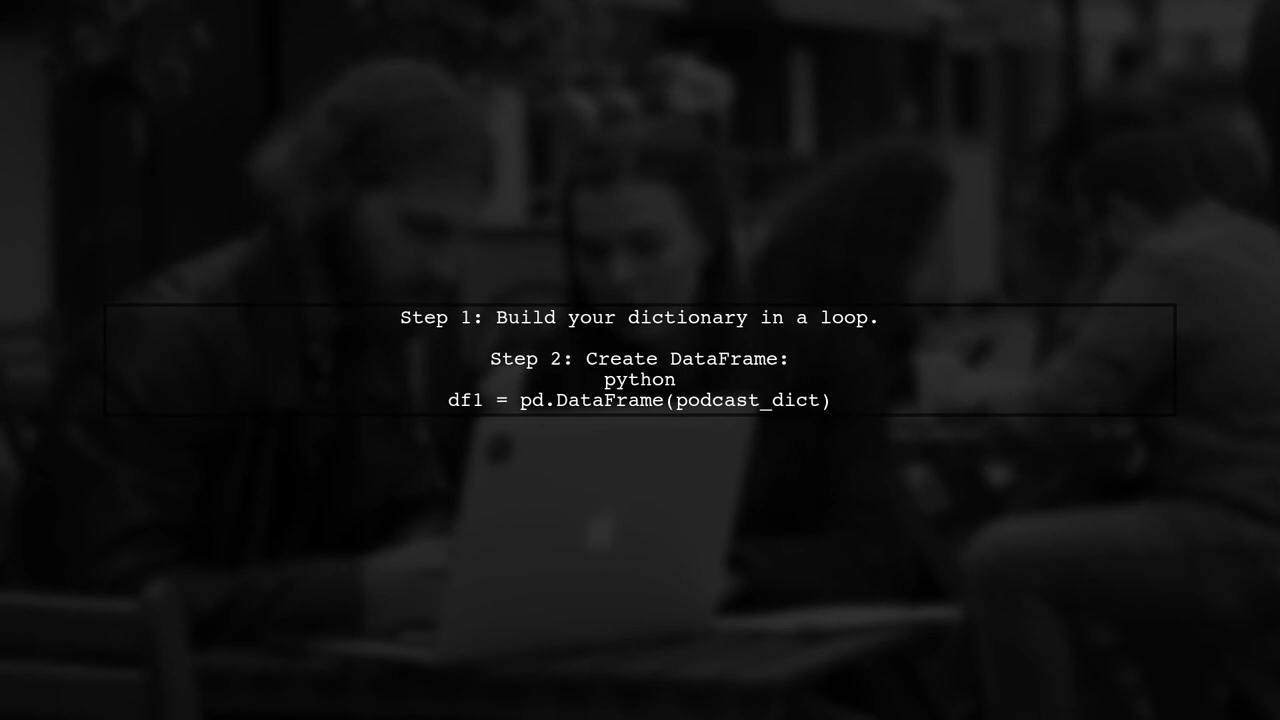 Step 1: Build your dictionary in a loop.
Step 2: Create DataFrame:
python
df1 = pd.DataFrame(podcast_dict)